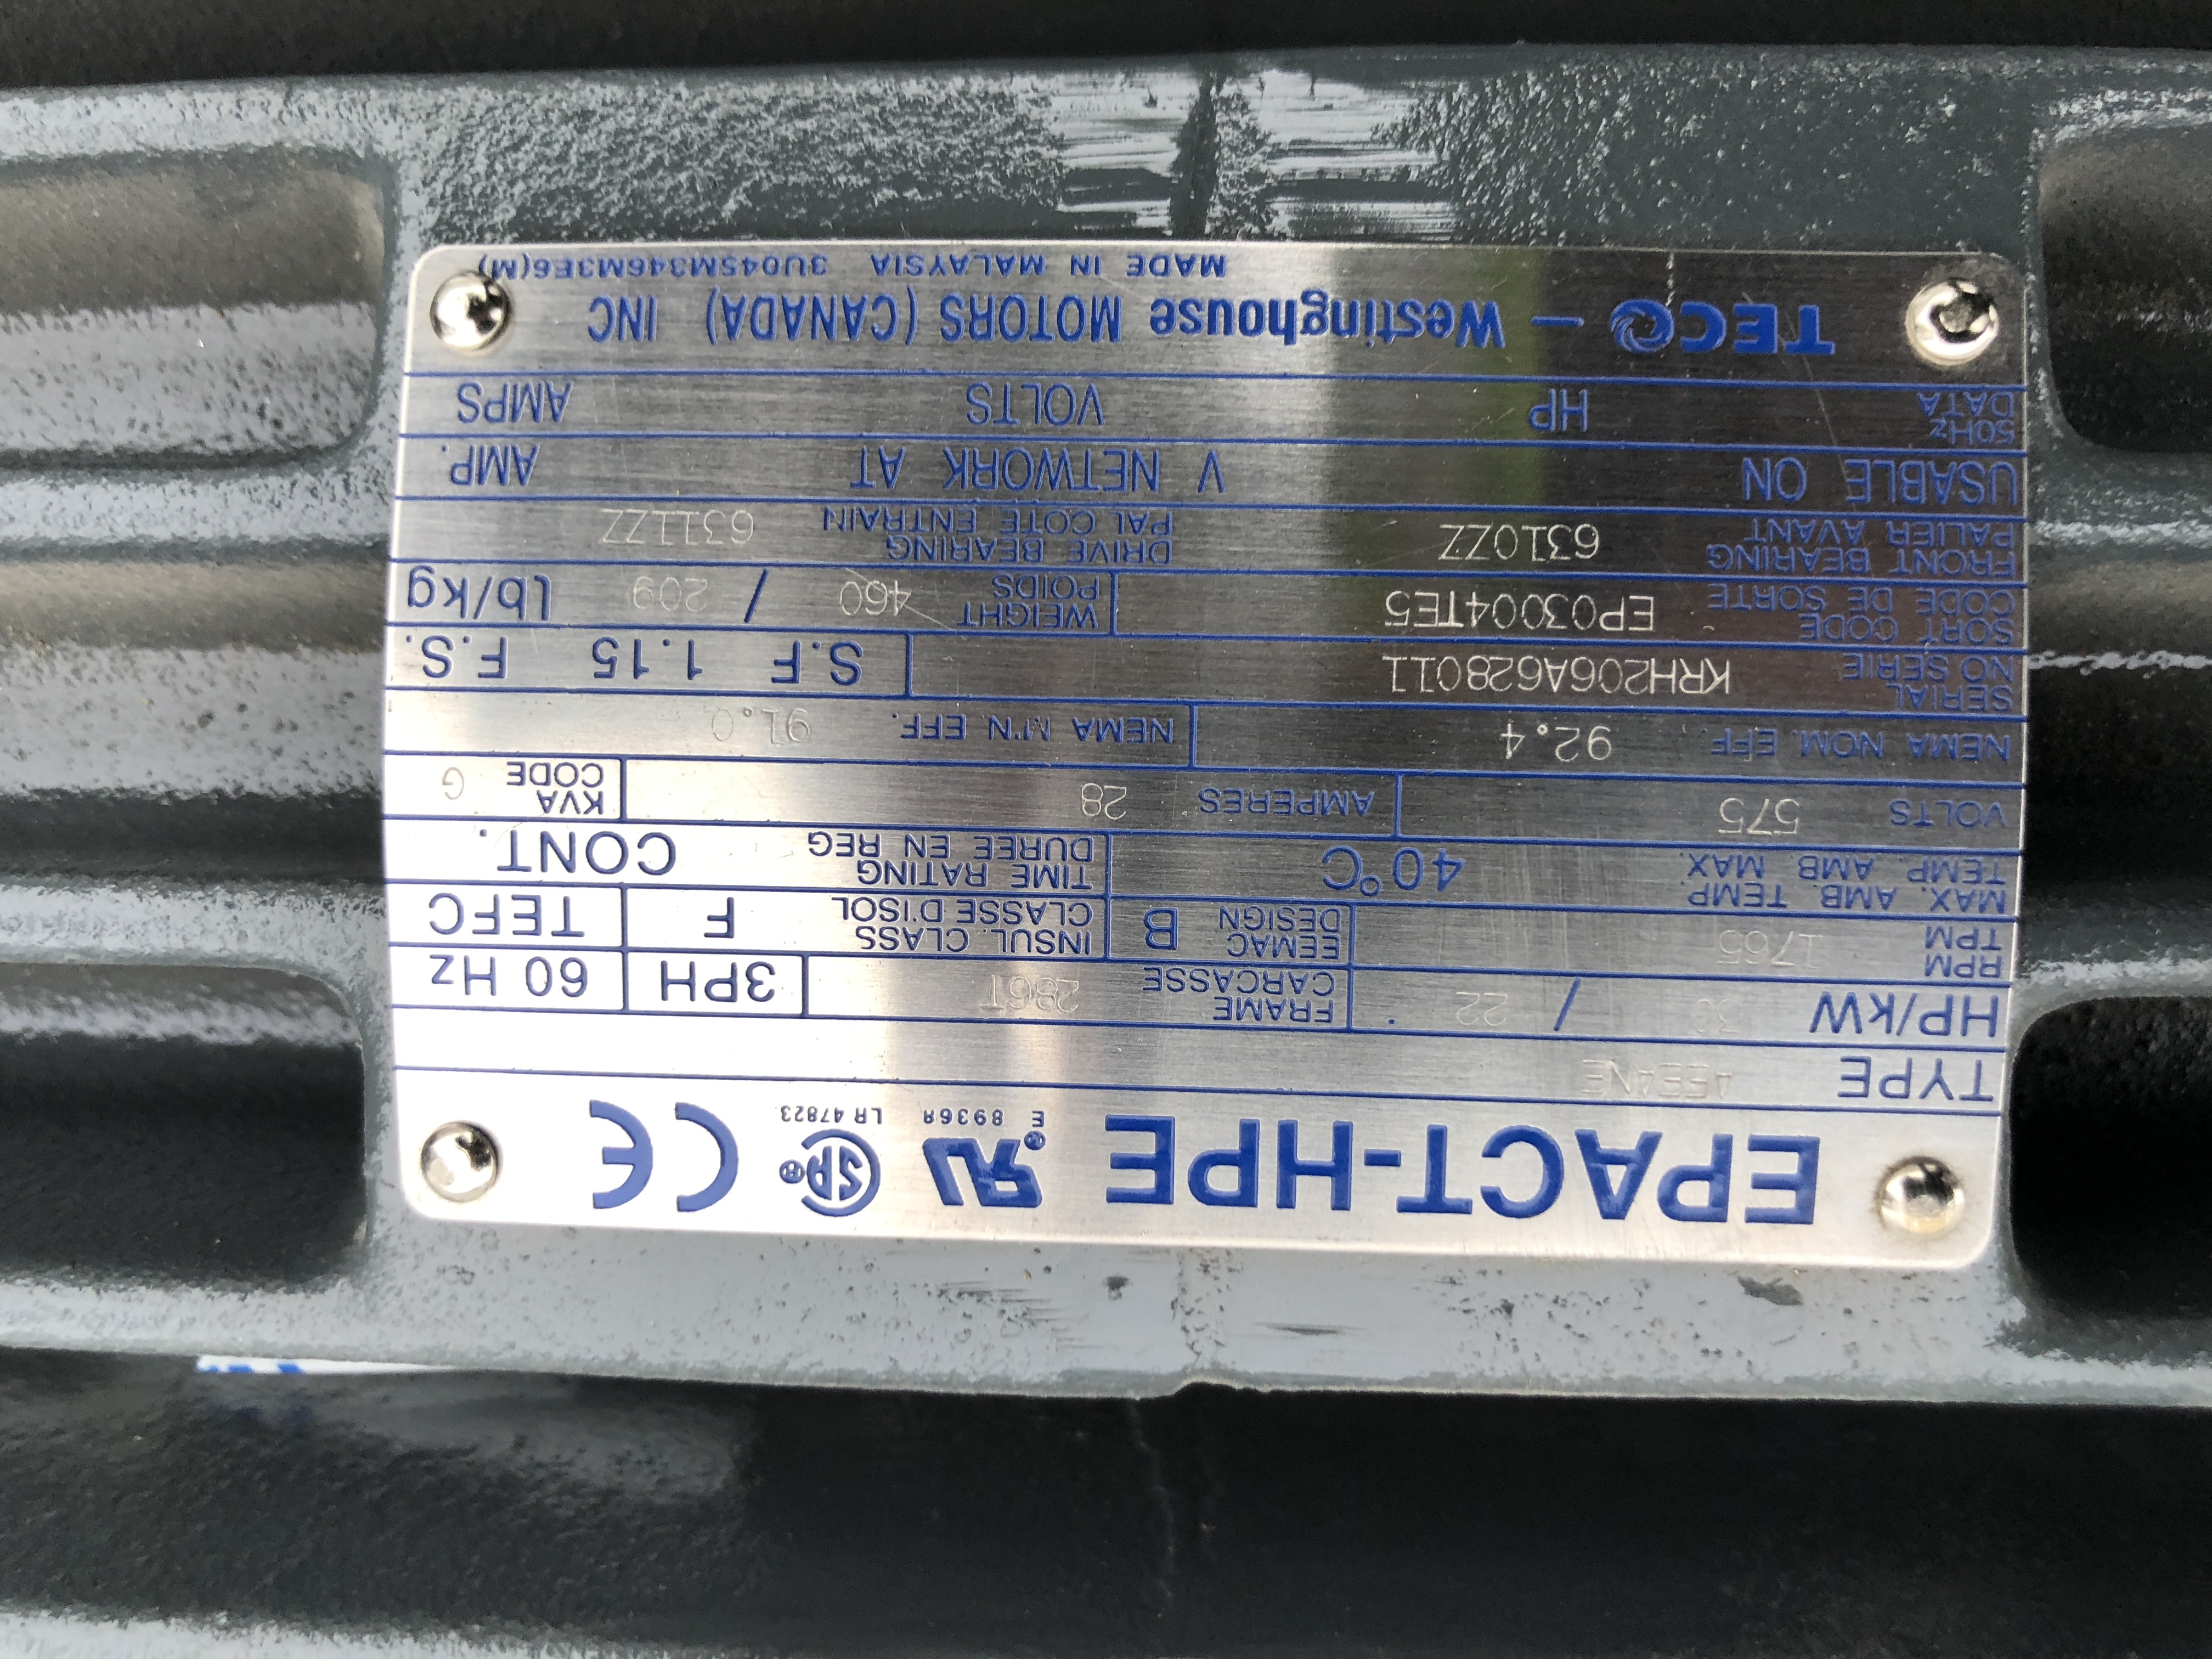 EPACT-HPE
E 89368 LR 47823
TYPE AEEANE
HP/KW 30 / 22 FRAME CARCASSE 286T 3PH 60 Hz
RPM TPM 1765 EEMAC DESIGN B INSUL. CLASS CLASSE D'ISOL F TEFC
MAX. AMB. TEMP. TEMP. AMB. MAX. 40°C TIME RATING DUREE EN REG CONT.
VOLTS 575 AMPERES 28 KVA CODE G
NEMA NOM. EFF. 92.4 NEMA MIN. EFF. 91.0
SERIAL NO SERIE KRH206A628011 S.F 1.15 F.S.
SORT CODE CODE DE SORTE EP03004TE5 WEIGHT POIDS 460 / 209 lb/kg
FRONT BEARING PALIER AVANT 6310ZZ DRIVE BEARING PAL COTE ENTRAIN 6311ZZ
USABLE ON V NETWORK AT AMP.
50Hz DATA HP VOLTS AMPS
TECO — Westinghouse MOTORS (CANADA) INC
MADE IN MALAYSIA 3U045M346M3E6(M)